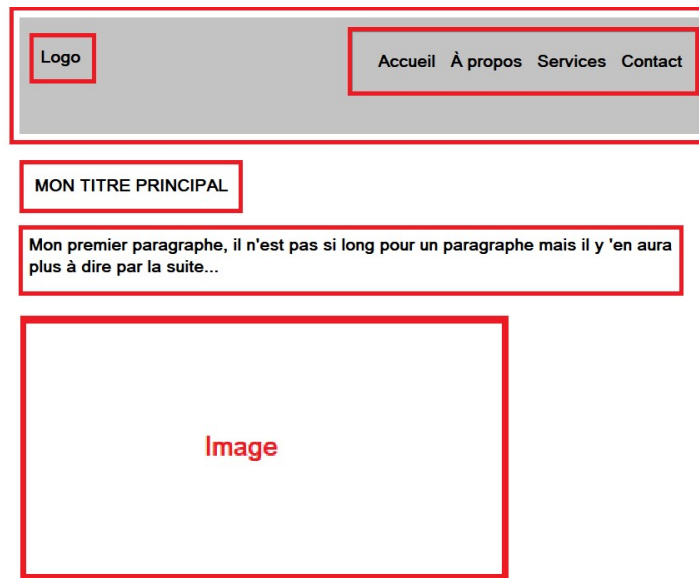 Logo
Accueil À propos Services Contact
MON TITRE PRINCIPAL
Mon premier paragraphe, il n'est pas si long pour un paragraphe mais il y 'en aura
plus à dire par la suite...
Image